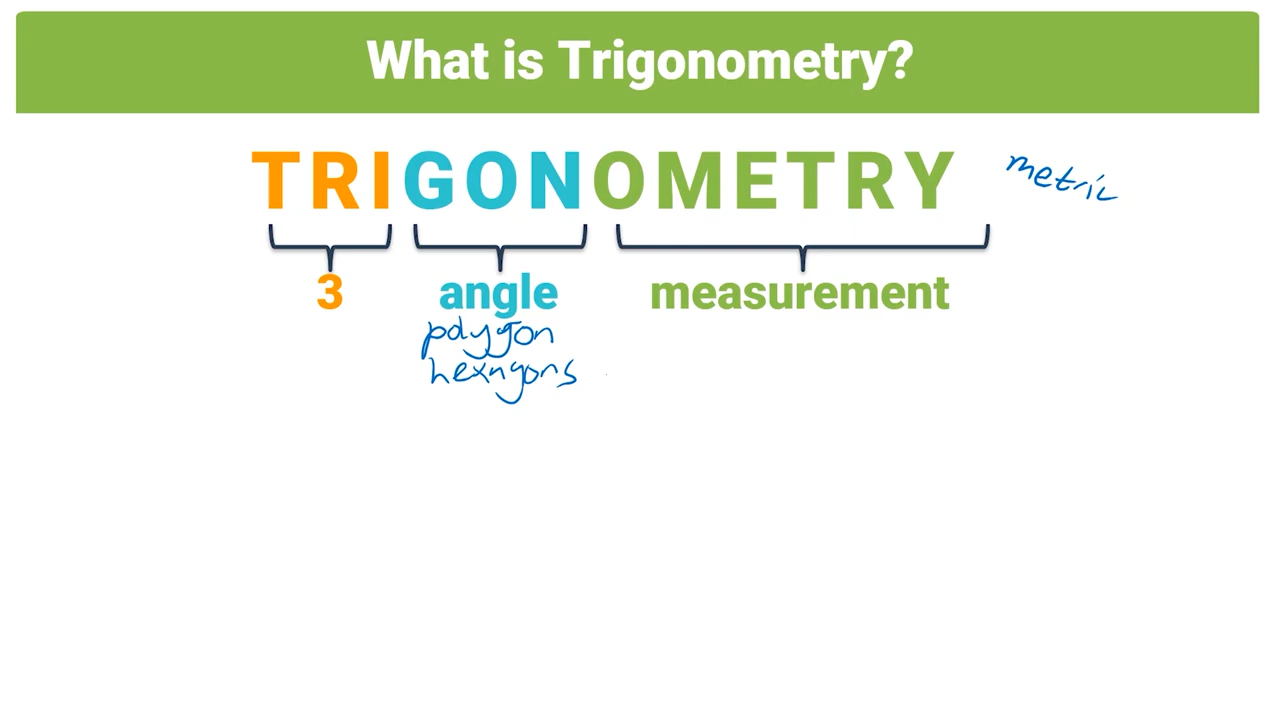 What is Trigonometry?
TRIGONOMETRY
metric
3 angle measurement
polygon
hexagons